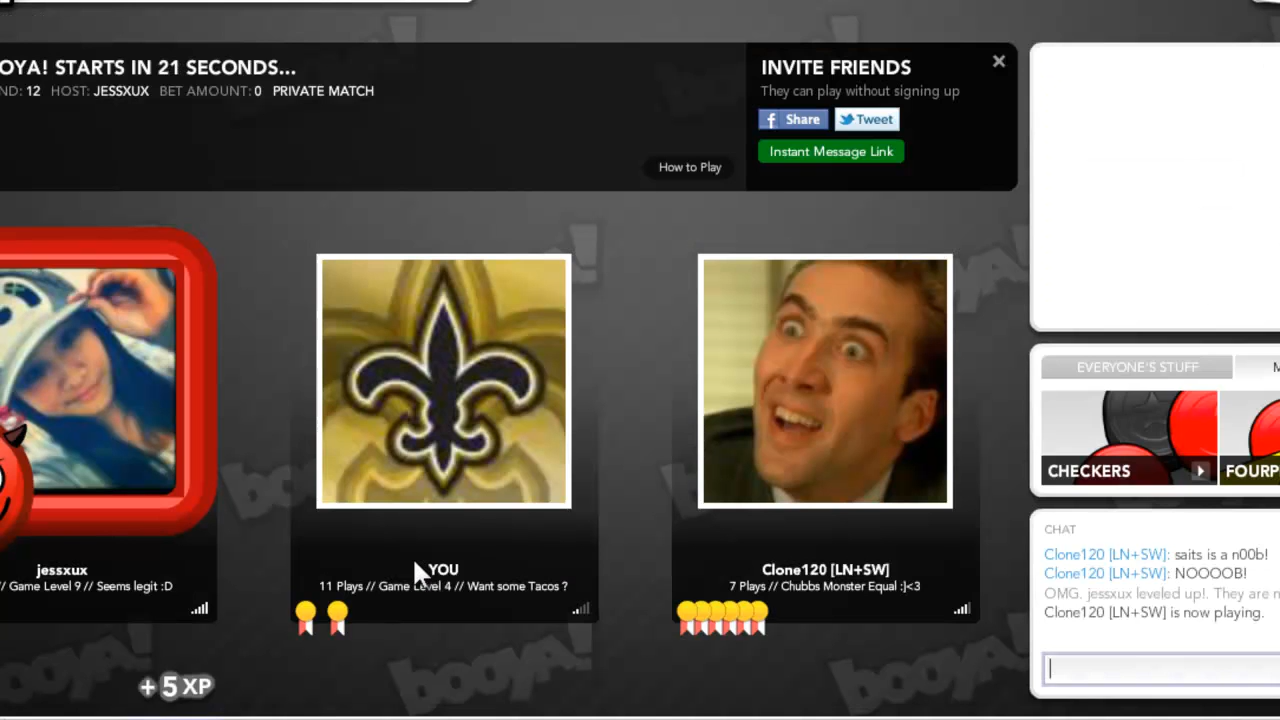 OYA! STARTS IN 21 SECONDS...
ND: 12 HOST: JESSXUX BET AMOUNT: 0 PRIVATE MATCH
How to Play
INVITE FRIENDS
They can play without signing up
f Share Tweet
Instant Message Link
jessxux
// Game Level 9 // Seems legit :D
YOU
11 Plays // Game Level 4 // Want some Tacos ?
Clone120 [LN+SW]
7 Plays // Chubbs Monster Equal :]<3
+5 XP
EVERYONE'S STUFF M
CHECKERS FOURP
CHAT
Clone120 [LN+SW]: saits is a n00b!
Clone120 [LN+SW]: NOOOOB!
OMG. jessxux leveled up!. They are n
Clone120 [LN+SW] is now playing.
booya!
booya!